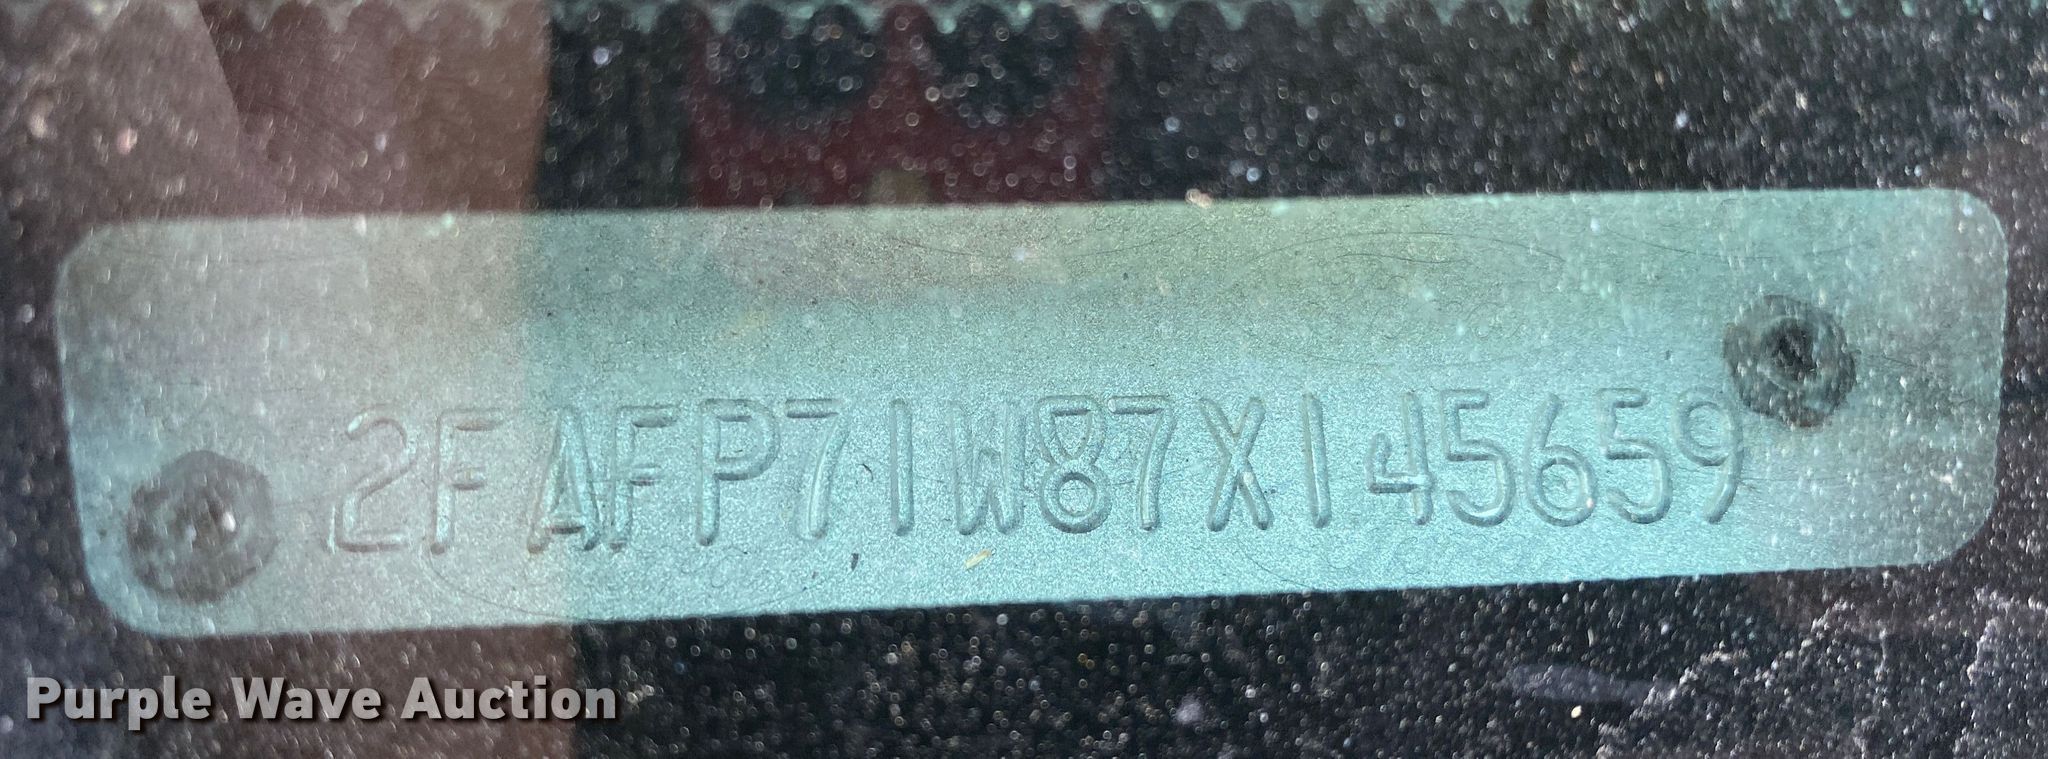 2FAFP71W87X145659
Purple Wave Auction